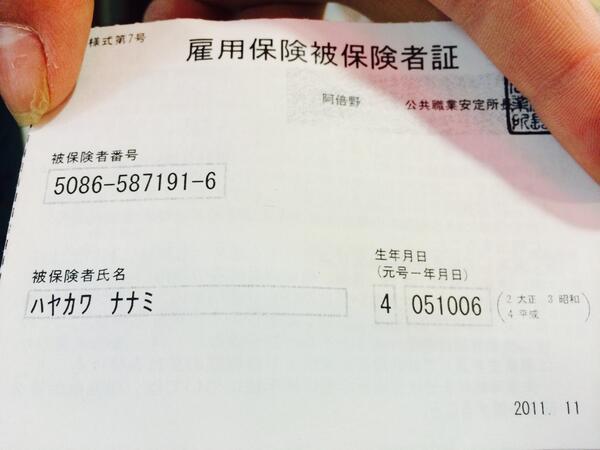 様式第7号
雇用保険被保険者証
阿倍野 公共職業安定所長
被保険者番号
5086-587191-6
生年月日
(元号-年月日)
被保険者氏名
ハヤカワ ナナミ
4 051006
(2 大正 3 昭和
4 平成)
2011. 11